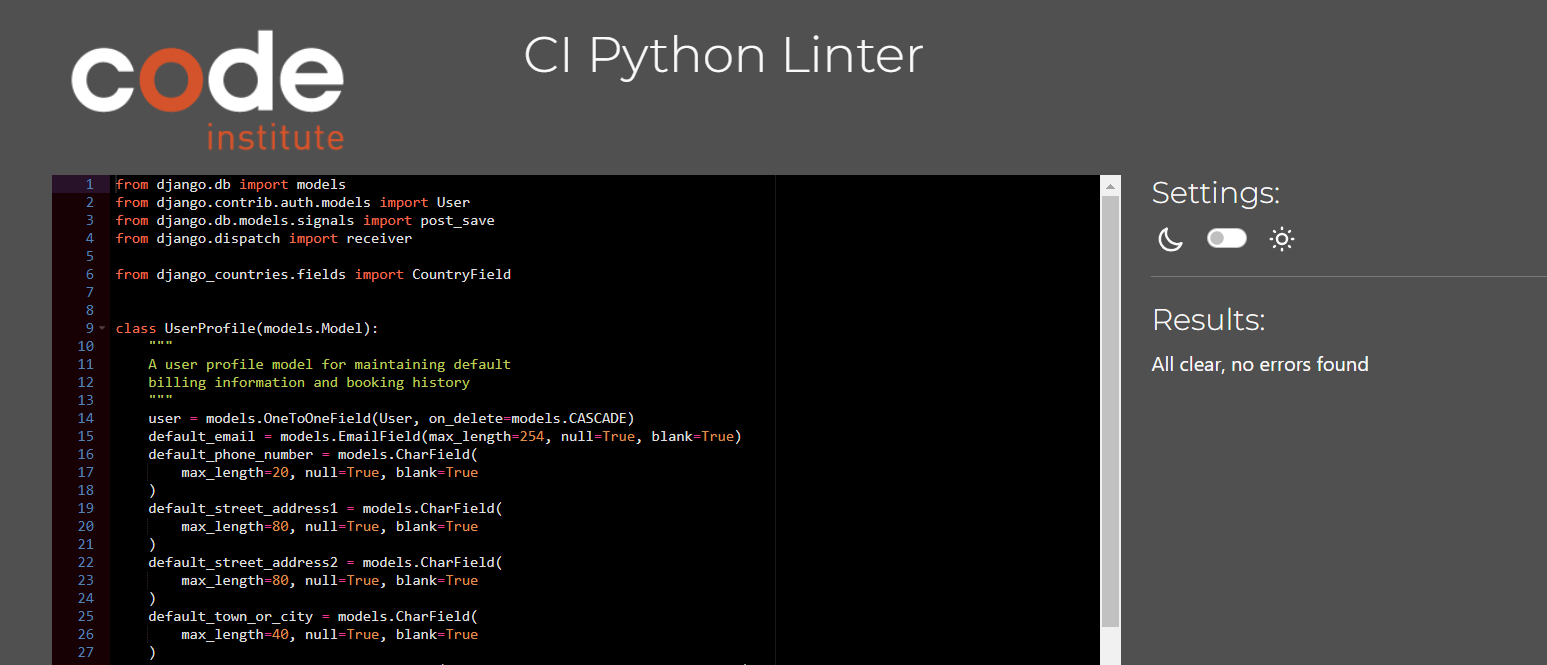 code
institute
CI Python Linter
1 from django.db import models
2 from django.contrib.auth.models import User
3 from django.db.models.signals import post_save
4 from django.dispatch import receiver
5
6 from django_countries.fields import CountryField
7
8
9 class UserProfile(models.Model):
10     """
11     A user profile model for maintaining default
12     billing information and booking history
13     """
14     user = models.OneToOneField(User, on_delete=models.CASCADE)
15     default_email = models.EmailField(max_length=254, null=True, blank=True)
16     default_phone_number = models.CharField(
17         max_length=20, null=True, blank=True
18     )
19     default_street_address1 = models.CharField(
20         max_length=80, null=True, blank=True
21     )
22     default_street_address2 = models.CharField(
23         max_length=80, null=True, blank=True
24     )
25     default_town_or_city = models.CharField(
26         max_length=40, null=True, blank=True
27     )
Settings:
Results:
All clear, no errors found